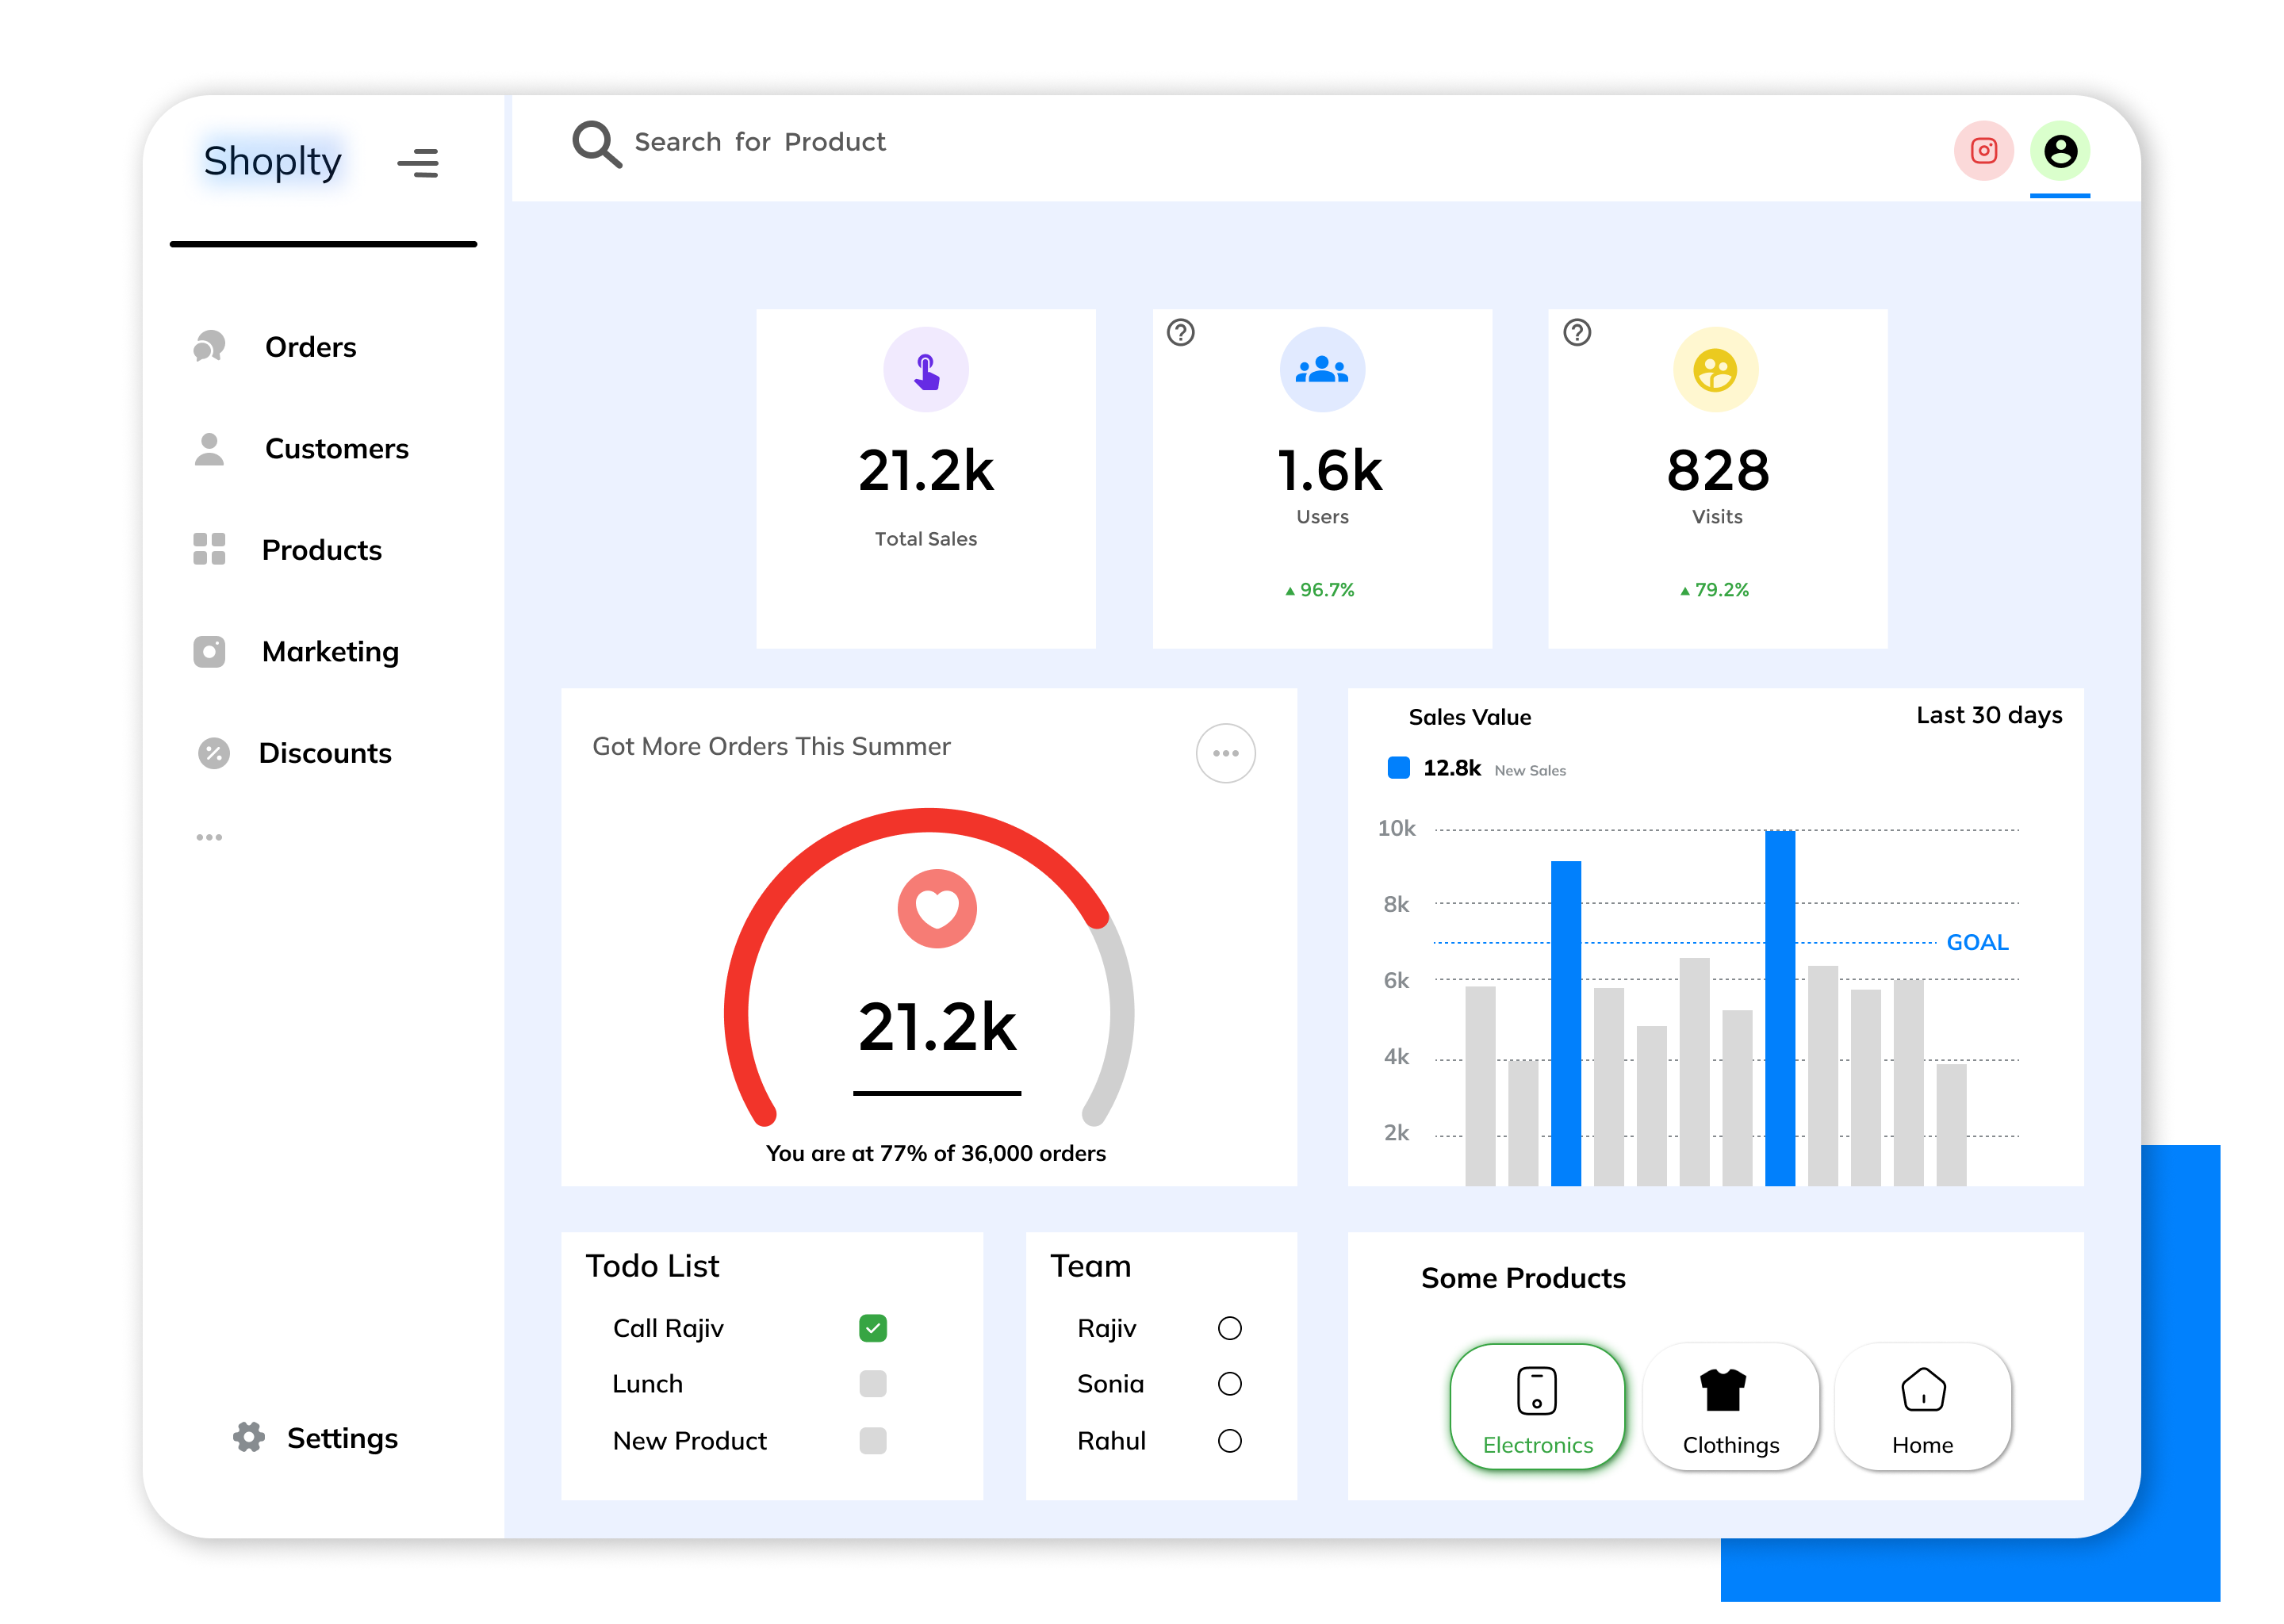 Shoplty
Search for Product
Orders
Customers
Products
Marketing
Discounts
Settings
21.2k
Total Sales
1.6k
Users
96.7%
828
Visits
79.2%
Got More Orders This Summer
21.2k
You are at 77% of 36,000 orders
Sales Value
Last 30 days
12.8k New Sales
10k
8k
GOAL
6k
4k
2k
Todo List
Call Rajiv
Lunch
New Product
Team
Rajiv
Sonia
Rahul
Some Products
Electronics
Clothings
Home